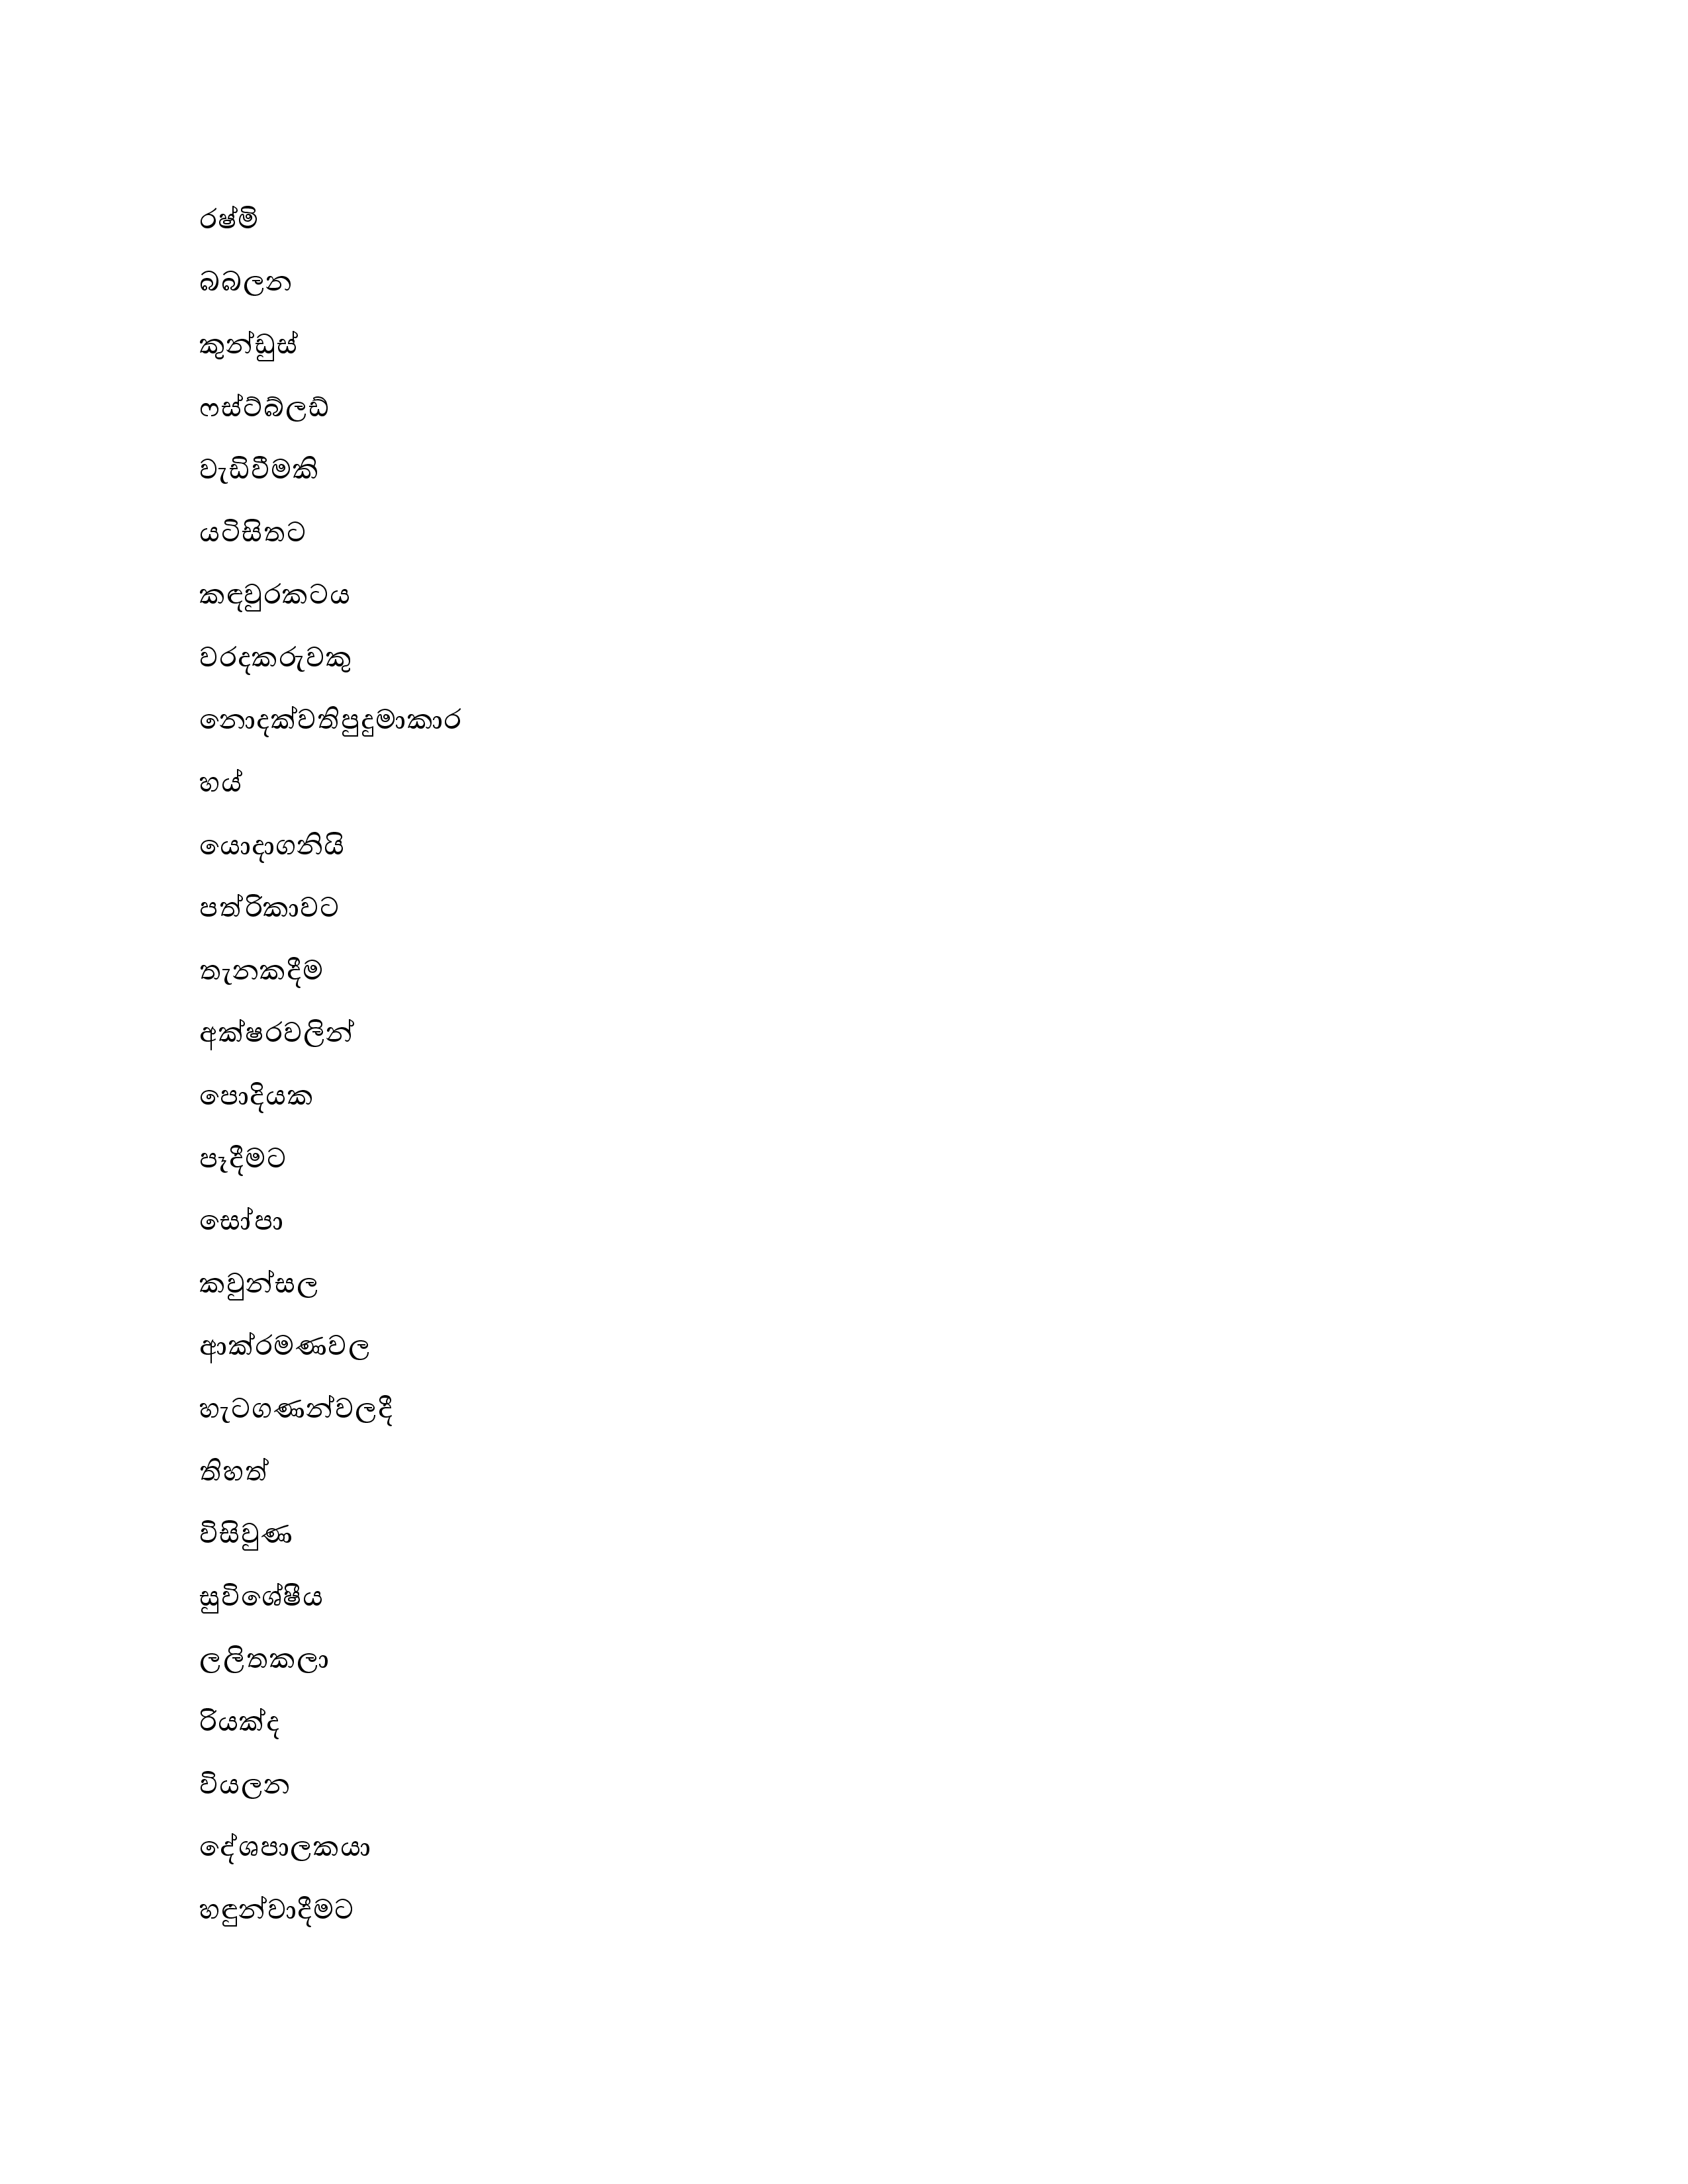 රෂ්මි
බබලන
කුන්ඩුස්
ෆස්ට්බ්ලඩ්
වැඩිවීමකි
යටිසිතට
කඳවුරකටය
වරදකරුවකු
නොදක්වතිපුදුමාකාර
හය්
යොදාගනියි
පත්රිකාවට
තැනකදීම
අක්ෂරවලින්
පොදියක
පෑදීමට
සෝපා
කවුන්සල
ආක්රමණවල
හැටගණන්වලදී
තිහත්
විසිවුණ
සුවිශේෂීය
ලලිතකලා
රියක්ද
වියලන
දේශපාලකයා
හඳුන්වාදීමට